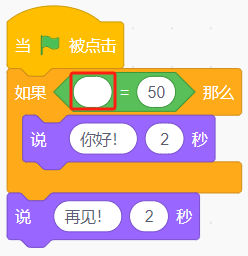 当 被点击
如果 = 50 那么
说 你好！ 2 秒
说 再见！ 2 秒